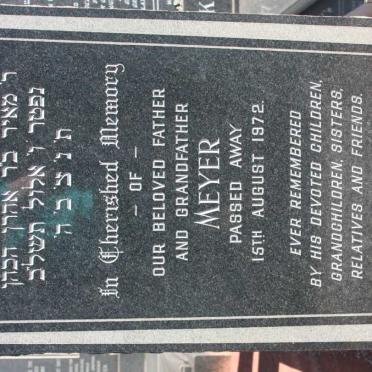 ר מאיר בר אהרן הכהן
נפטר ו אלול תשל״ב
ת נ צ ב ה
In Cherished Memory
- OF -
OUR BELOVED FATHER
AND GRANDFATHER
MEYER
PASSED AWAY
15TH AUGUST 1972.
EVER REMEMBERED
BY HIS DEVOTED CHILDREN,
GRANDCHILDREN, SISTERS,
RELATIVES AND FRIENDS.